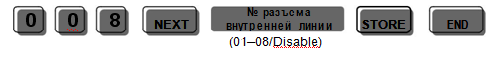 0 0 8 NEXT № разъема внутренней линии STORE END
(01–08/Disable)